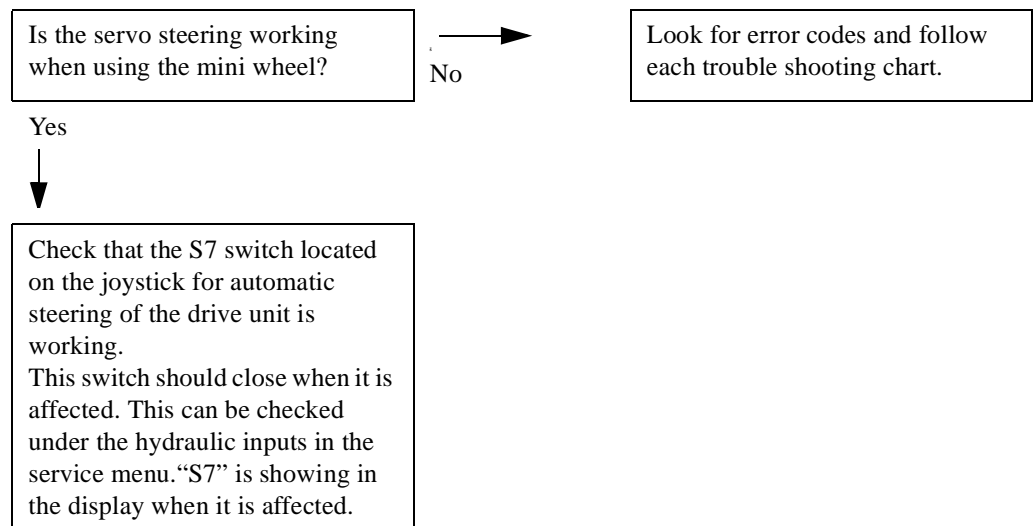 Is the servo steering working
when using the mini wheel?
No
Look for error codes and follow
each trouble shooting chart.
Yes
Check that the S7 switch located
on the joystick for automatic
steering of the drive unit is
working.
This switch should close when it is
affected. This can be checked
under the hydraulic inputs in the
service menu.“S7” is showing in
the display when it is affected.